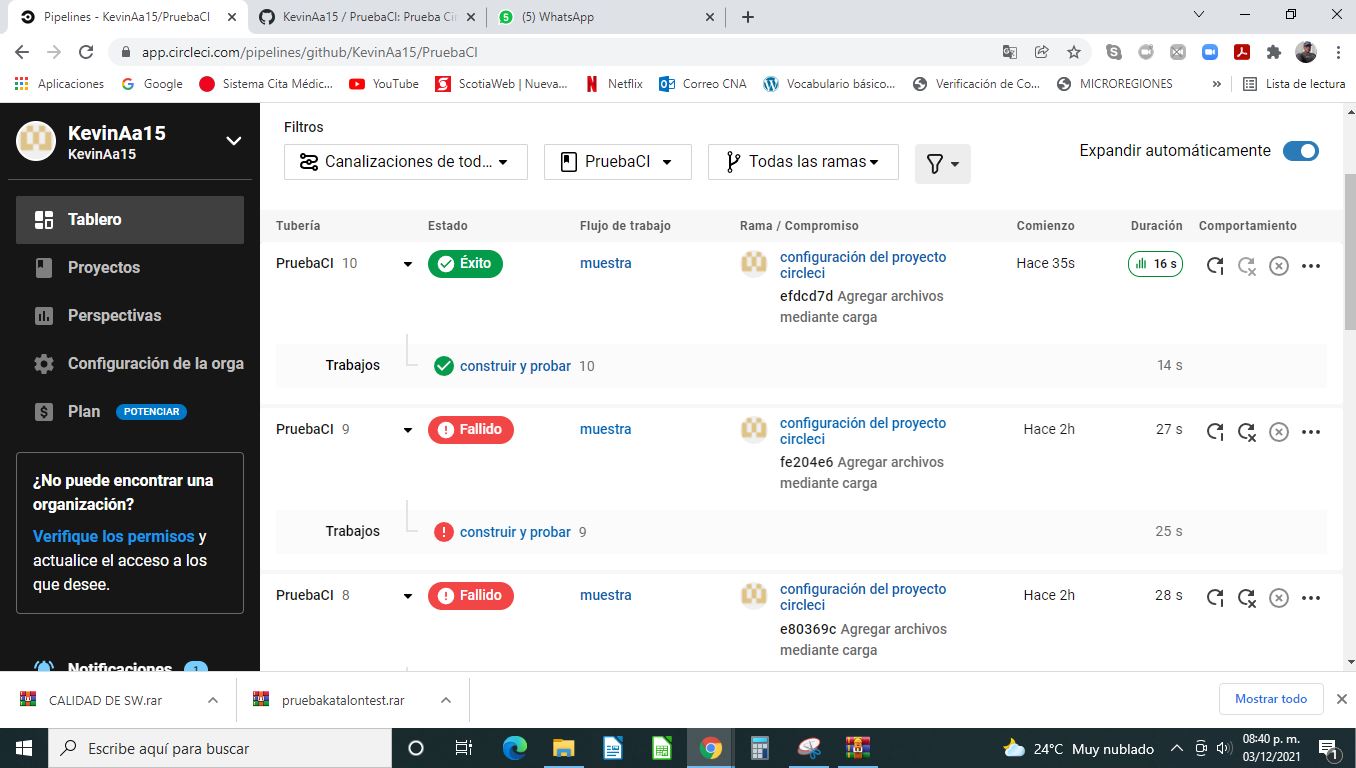 Pipelines - KevinAa15/PruebaCI
KevinAa15 / PruebaCI: Prueba Cir
(5) WhatsApp
app.circleci.com/pipelines/github/KevinAa15/PruebaCI
Aplicaciones
Google
Sistema Cita Médic...
YouTube
ScotiaWeb | Nueva...
Netflix
Correo CNA
Vocabulario básico...
Verificación de Co...
MICROREGIONES
»
Lista de lectura
KevinAa15
KevinAa15
Tablero
Proyectos
Perspectivas
Configuración de la orga
Plan POTENCIAR
¿No puede encontrar una
organización?
Verifique los permisos y
actualice el acceso a los
que desee.
Notificaciones 1
Filtros
Canalizaciones de tod...
PruebaCI
Todas las ramas
Expandir automáticamente
Tubería Estado Flujo de trabajo Rama / Compromiso Comienzo Duración Comportamiento
PruebaCI 10 Éxito muestra configuración del proyecto Hace 35s 16 s
circleci
efdcd7d Agregar archivos
mediante carga
Trabajos construir y probar 10 14 s
PruebaCI 9 Fallido muestra configuración del proyecto Hace 2h 27 s
circleci
fe204e6 Agregar archivos
mediante carga
Trabajos construir y probar 9 25 s
PruebaCI 8 Fallido muestra configuración del proyecto Hace 2h 28 s
circleci
e80369c Agregar archivos
mediante carga
CALIDAD DE SW.rar
pruebakatalontest.rar
Mostrar todo
Escribe aquí para buscar
24°C Muy nublado
08:40 p. m.
03/12/2021
1